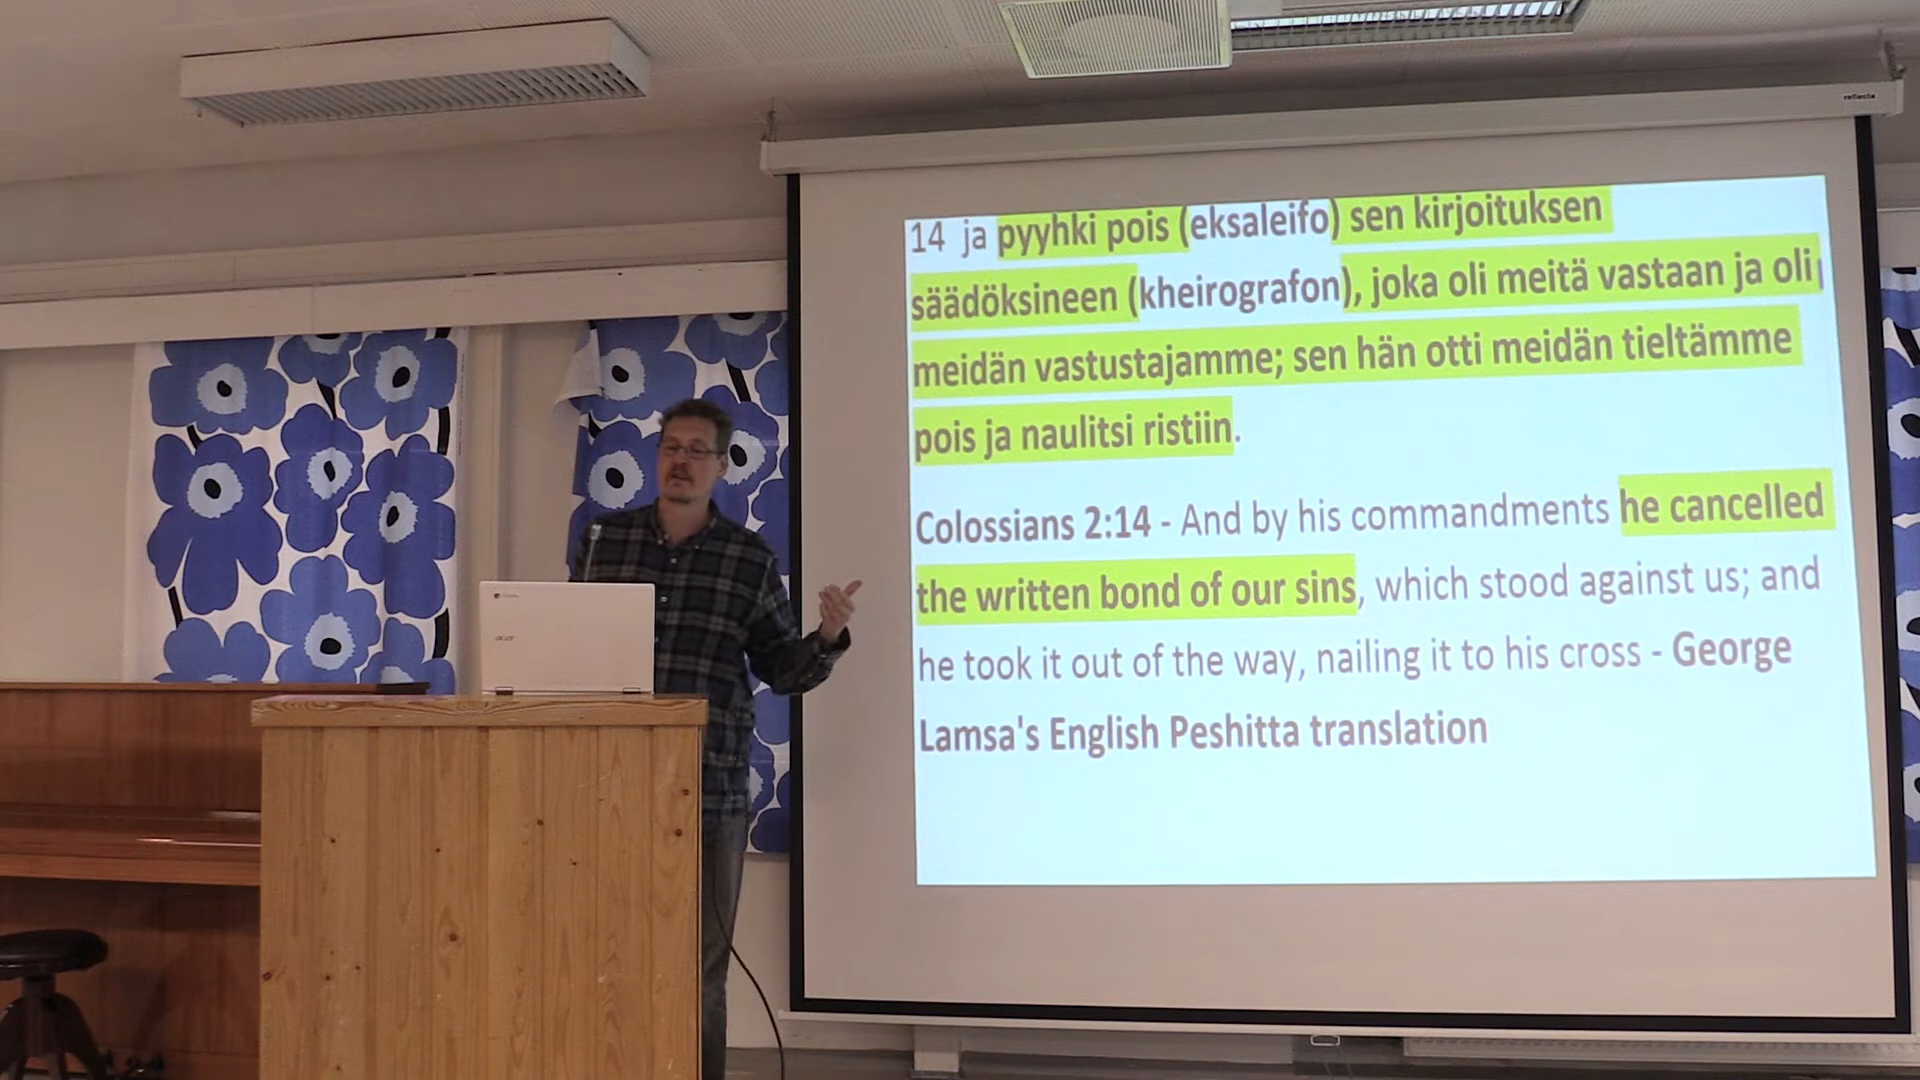 reflecta
14 ja pyyhki pois (eksaleifo) sen kirjoituksen
säädöksineen (kheirografon), joka oli meitä vastaan ja oli
meidän vastustajamme; sen hän otti meidän tieltämme
pois ja naulitsi ristiin.
Colossians 2:14 - And by his commandments he cancelled
the written bond of our sins, which stood against us; and
he took it out of the way, nailing it to his cross - George
Lamsa's English Peshitta translation
acer